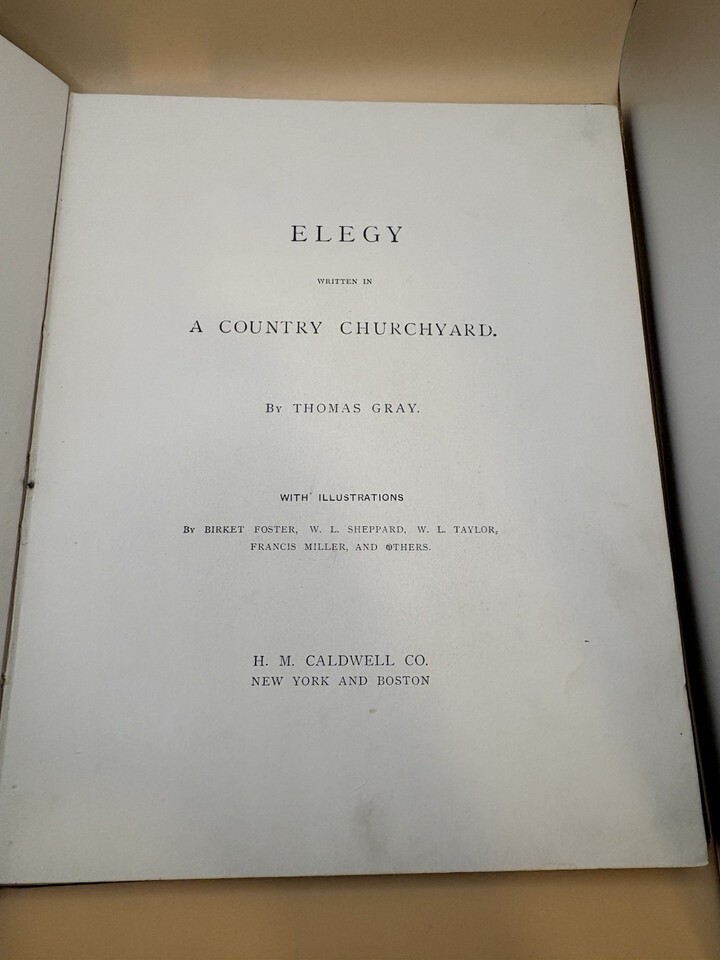 ELEGY
WRITTEN IN
A COUNTRY CHURCHYARD.
BY THOMAS GRAY.
WITH ILLUSTRATIONS
BY BIRKET FOSTER, W. L. SHEPPARD, W. L. TAYLOR,
FRANCIS MILLER, AND OTHERS.
H. M. CALDWELL CO.
NEW YORK AND BOSTON